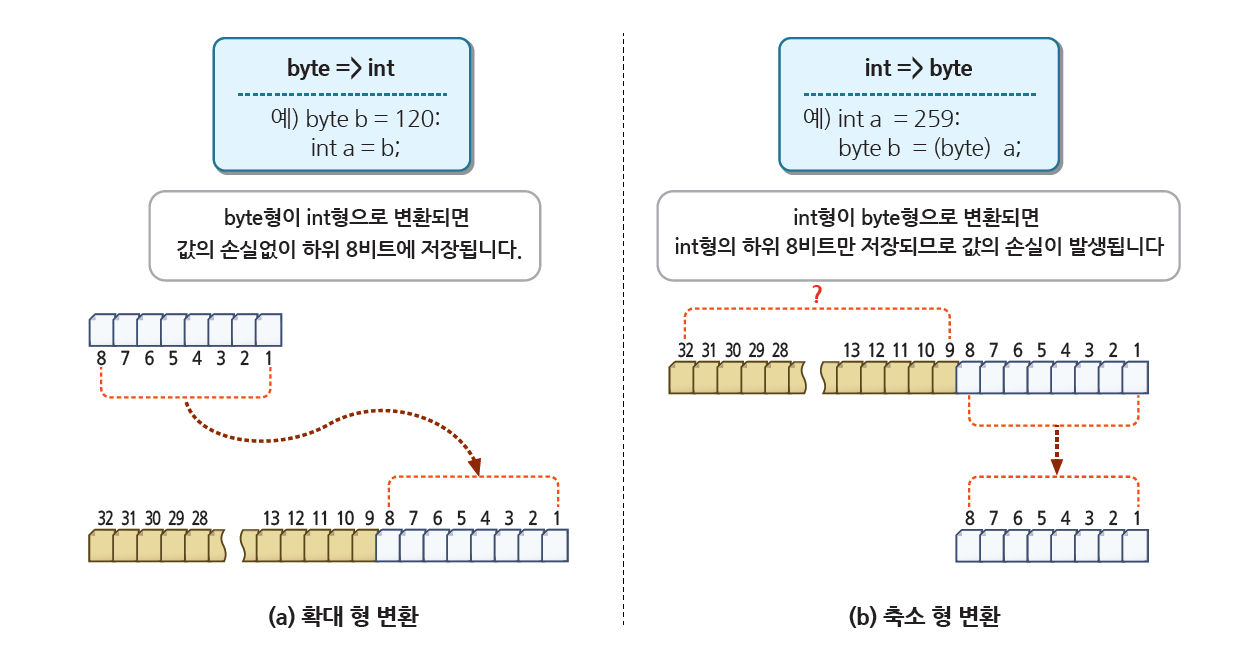 byte => int
예) byte b = 120:
int a = b;
byte형이 int형으로 변환되면
값의 손실없이 하위 8비트에 저장됩니다.
8 7 6 5 4 3 2 1
32 31 30 29 28 13 12 11 10 9 8 7 6 5 4 3 2 1
(a) 확대 형 변환
int => byte
예) int a = 259:
byte b = (byte) a;
int형이 byte형으로 변환되면
int형의 하위 8비트만 저장되므로 값의 손실이 발생됩니다
?
32 31 30 29 28 13 12 11 10 9 8 7 6 5 4 3 2 1
8 7 6 5 4 3 2 1
(b) 축소 형 변환